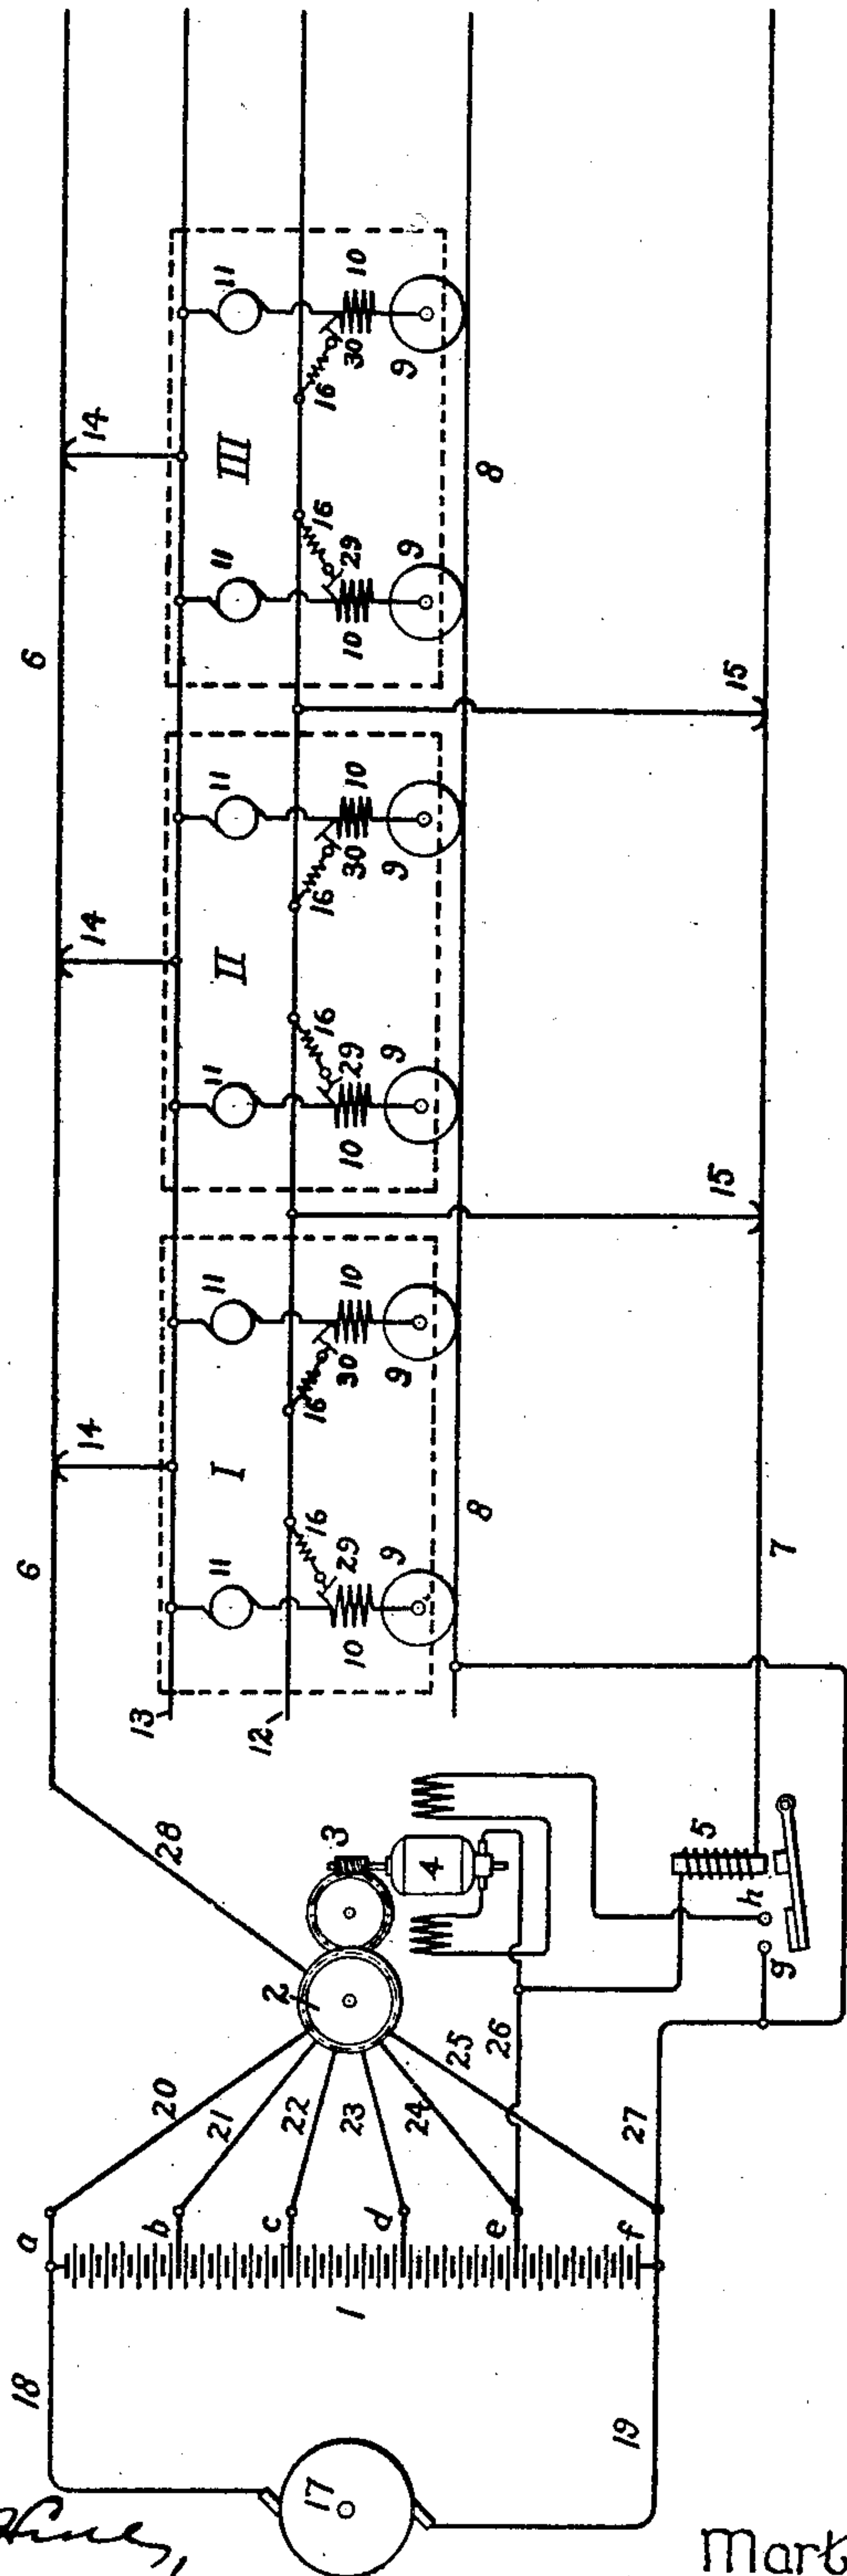 18 a 6 6
14 14 14
20 28 13
b 21 11 11 11 11 11 11
I II III
c 22 2 12
17 1 23 3 16 16 16 16 16 16
d 24 29 30 29 30 29 30
10 10 10 10 10 10
4 9 9 9 9 9 9
e 25
26 8 8
19 f 27
5 15 15
g h 7
Mart